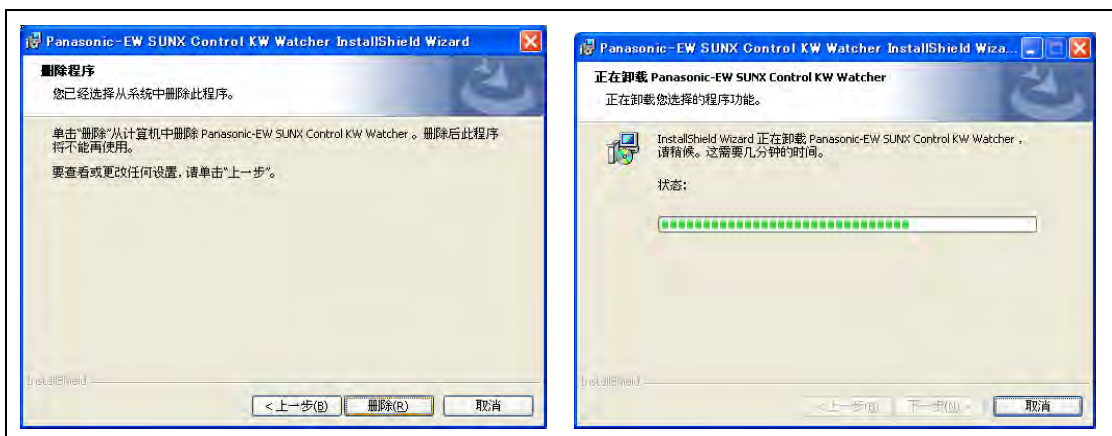 Panasonic-EW SUNX Control KW Watcher InstallShield Wizard
删除程序
您已经选择从系统中删除此程序。
单击“删除”从计算机中删除 Panasonic-EW SUNX Control KW Watcher 。删除后此程序
将不能再使用。
要查看或更改任何设置，请单击“上一步”。
InstallShield
<上一步(B)
删除(R)
取消
Panasonic-EW SUNX Control KW Watcher InstallShield Wiza...
正在卸载 Panasonic-EW SUNX Control KW Watcher
正在卸载您选择的程序功能。
InstallShield Wizard 正在卸载 Panasonic-EW SUNX Control KW Watcher ，
请稍候。这需要几分钟的时间。
状态：
InstallShield
<上一步(B)
下一步(N) >
取消